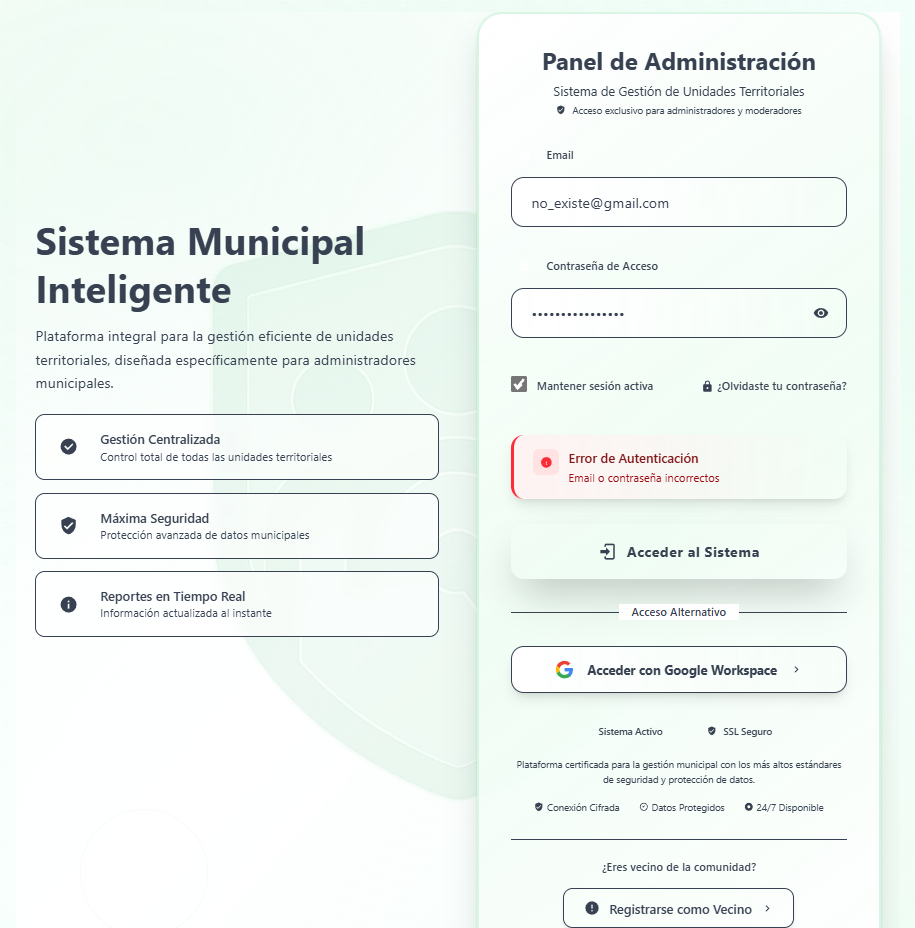 Sistema Municipal
Inteligente
Plataforma integral para la gestión eficiente de unidades
territoriales, diseñada específicamente para administradores
municipales.
Gestión Centralizada
Control total de todas las unidades territoriales
Máxima Seguridad
Protección avanzada de datos municipales
Reportes en Tiempo Real
Información actualizada al instante
Panel de Administración
Sistema de Gestión de Unidades Territoriales
Acceso exclusivo para administradores y moderadores
Email
no_existe@gmail.com
Contraseña de Acceso
••••••••••••••••
Mantener sesión activa
¿Olvidaste tu contraseña?
Error de Autenticación
Email o contraseña incorrectos
Acceder al Sistema
Acceso Alternativo
Acceder con Google Workspace
Sistema Activo
SSL Seguro
Plataforma certificada para la gestión municipal con los más altos estándares
de seguridad y protección de datos.
Conexión Cifrada
Datos Protegidos
24/7 Disponible
¿Eres vecino de la comunidad?
Registrarse como Vecino